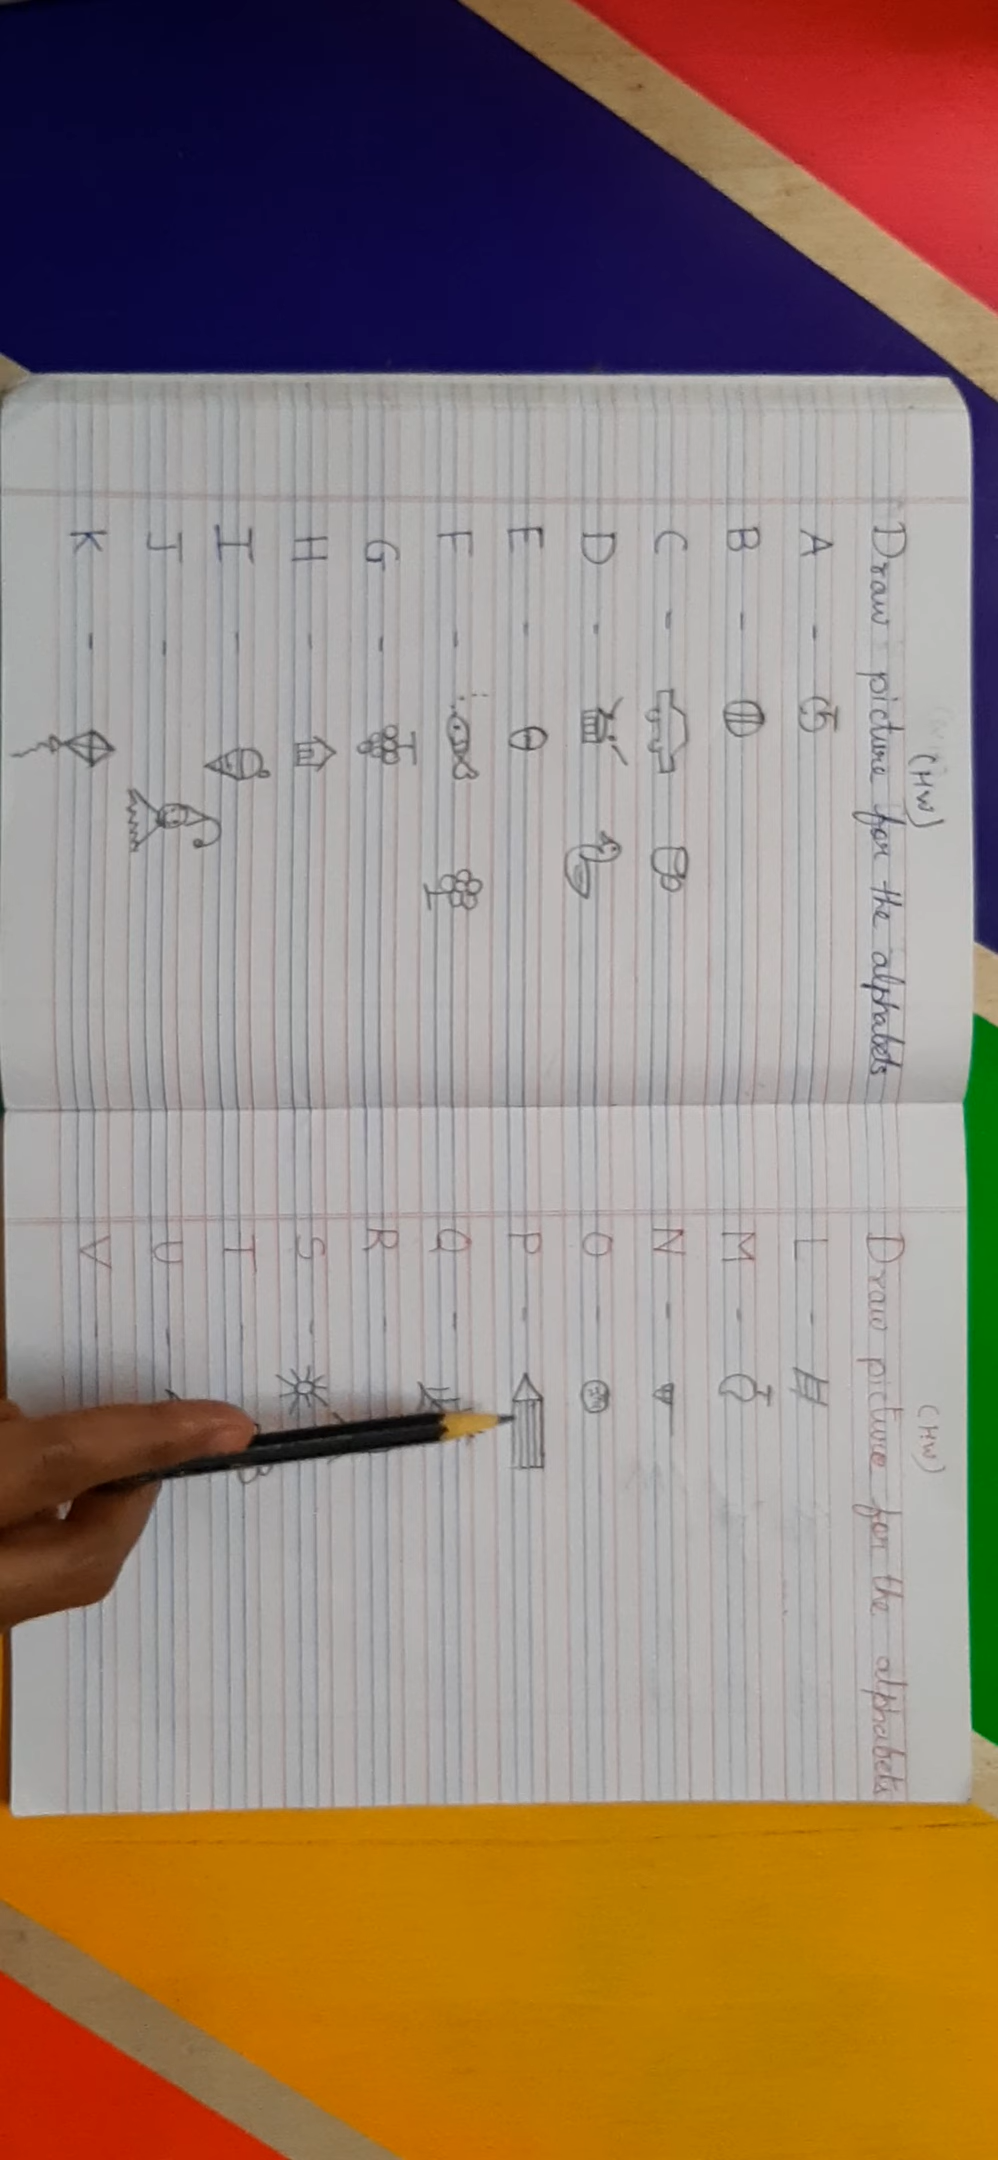 (HW)
Draw picture for the alphabets
A -
B -
C -
D -
E -
F -
G -
H -
I -
J -
K -
(HW)
Draw picture for the alphabets
L -
M -
N -
O -
P -
Q -
R -
S -
T -
U -
V -